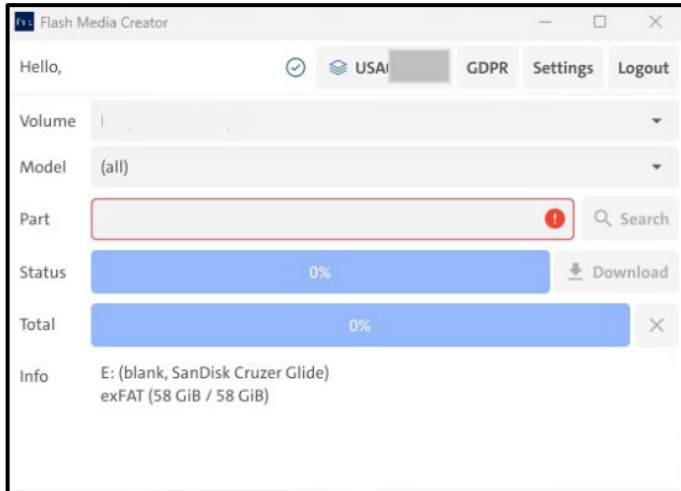 Flash Media Creator
Hello, USA GDPR Settings Logout
Volume
Model (all)
Part Search
Status 0% Download
Total 0%
Info E: (blank, SanDisk Cruzer Glide)
exFAT (58 GiB / 58 GiB)